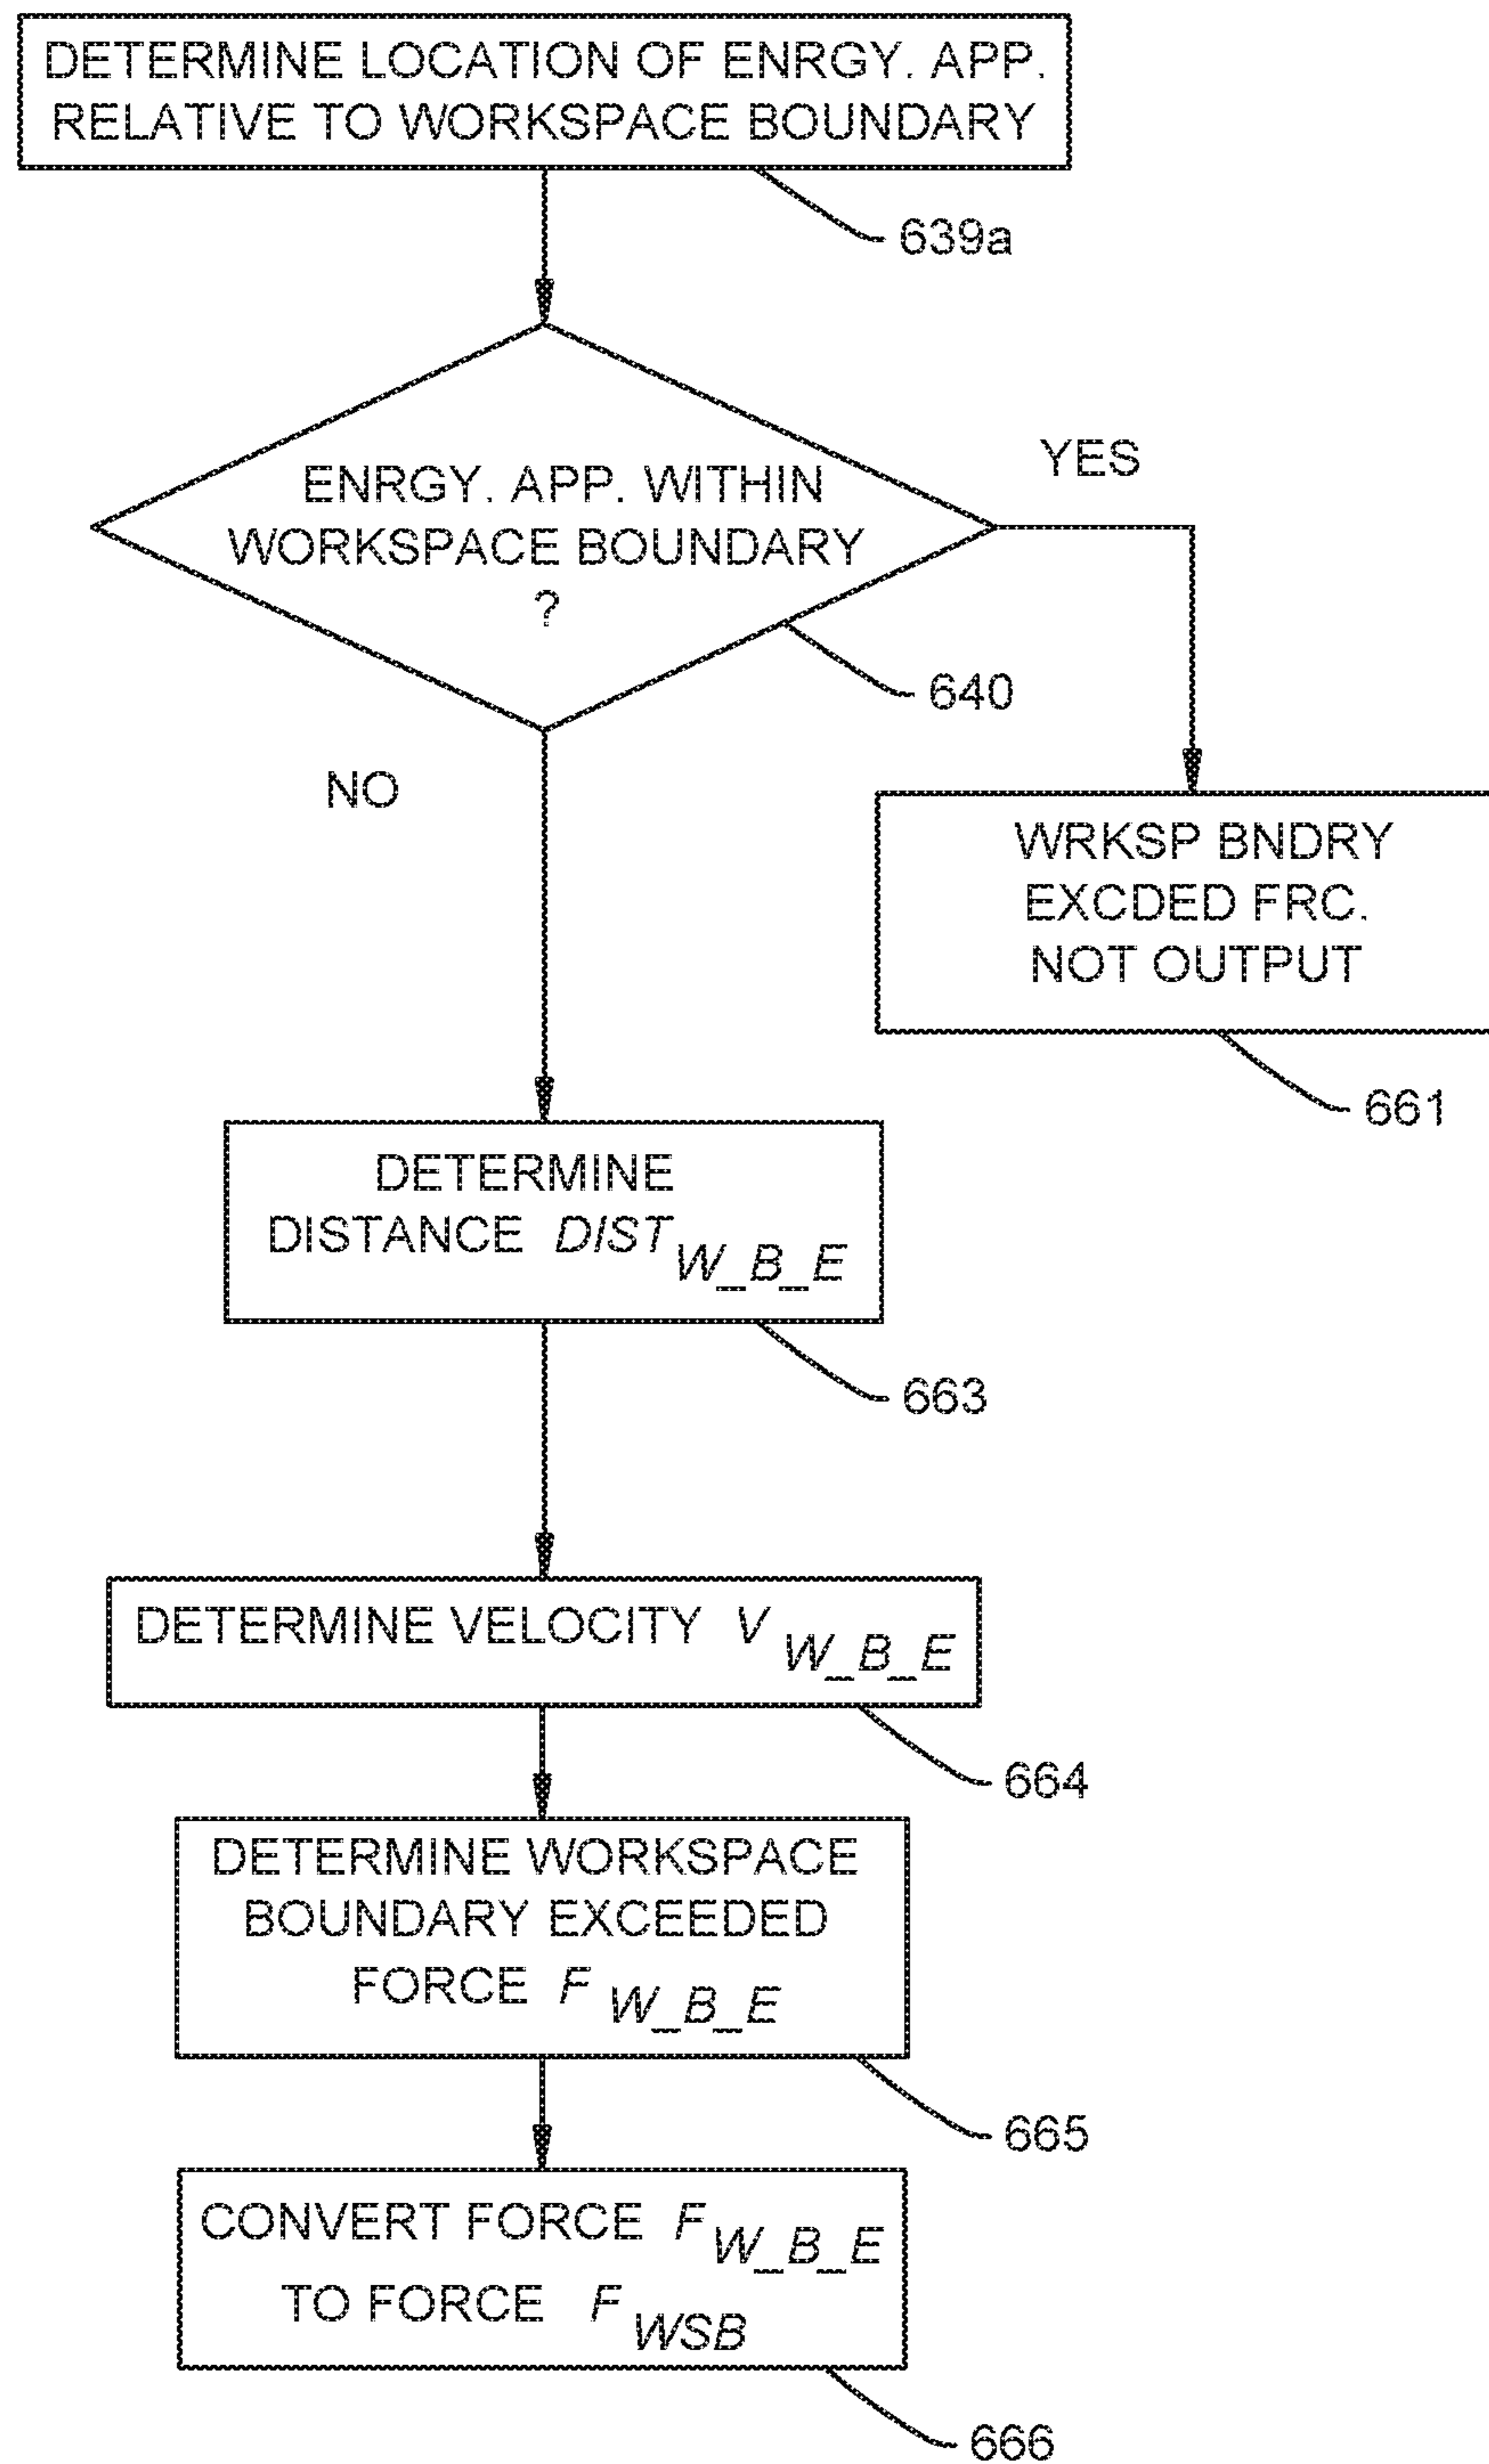 DETERMINE LOCATION OF ENRGY. APP.
RELATIVE TO WORKSPACE BOUNDARY
639a
ENRGY. APP. WITHIN
WORKSPACE BOUNDARY
?
YES
640
NO
WRKSP BNDRY
EXCDED FRC.
NOT OUTPUT
661
DETERMINE
DISTANCE DIST W_B_E
663
DETERMINE VELOCITY V W_B_E
664
DETERMINE WORKSPACE
BOUNDARY EXCEEDED
FORCE F W_B_E
665
CONVERT FORCE F W_B_E
TO FORCE F WSB
666